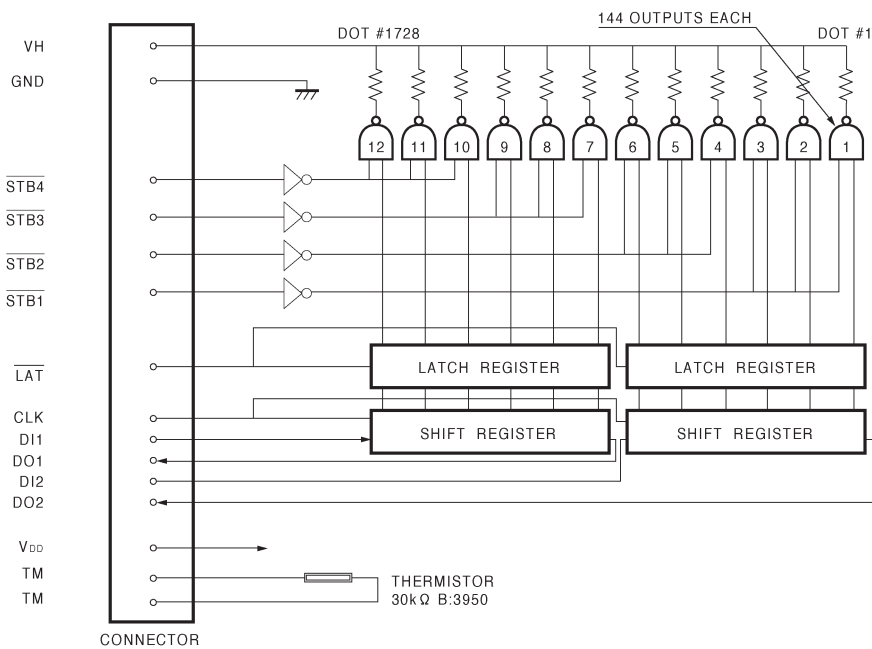 144 OUTPUTS EACH
VH
DOT #1728
DOT #1
GND
12 11 10 9 8 7 6 5 4 3 2 1
STB4
STB3
STB2
STB1
LAT
LATCH REGISTER
LATCH REGISTER
CLK
DI1
SHIFT REGISTER
SHIFT REGISTER
DO1
DI2
DO2
VDD
TM
THERMISTOR
TM
30kΩ B:3950
CONNECTOR